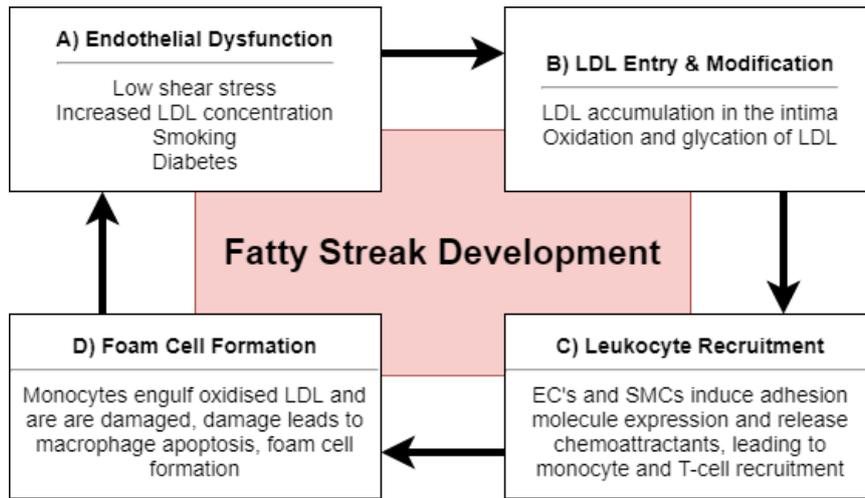 A) Endothelial Dysfunction
Low shear stress
Increased LDL concentration
Smoking
Diabetes
B) LDL Entry & Modification
LDL accumulation in the intima
Oxidation and glycation of LDL
Fatty Streak Development
D) Foam Cell Formation
Monocytes engulf oxidised LDL and
are are damaged, damage leads to
macrophage apoptosis, foam cell
formation
C) Leukocyte Recruitment
EC's and SMCs induce adhesion
molecule expression and release
chemoattractants, leading to
monocyte and T-cell recruitment